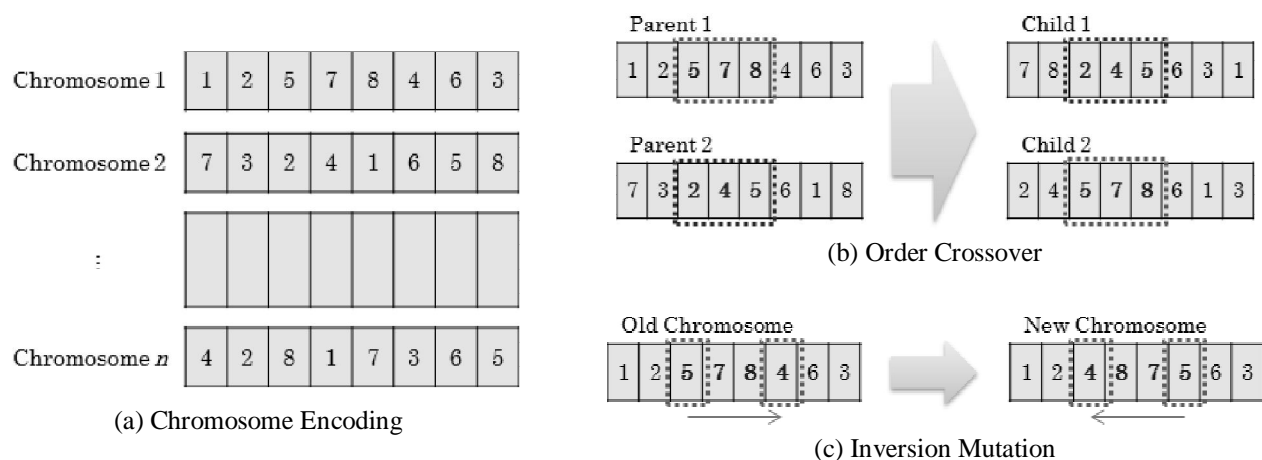 Chromosome 1 1 2 5 7 8 4 6 3
Chromosome 2 7 3 2 4 1 6 5 8
⋮
Chromosome n 4 2 8 1 7 3 6 5
(a) Chromosome Encoding
Parent 1
1 2 5 7 8 4 6 3
Child 1
7 8 2 4 5 6 3 1
Parent 2
7 3 2 4 5 6 1 8
Child 2
2 4 5 7 8 6 1 3
(b) Order Crossover
Old Chromosome
1 2 5 7 8 4 6 3
New Chromosome
1 2 4 8 7 5 6 3
(c) Inversion Mutation